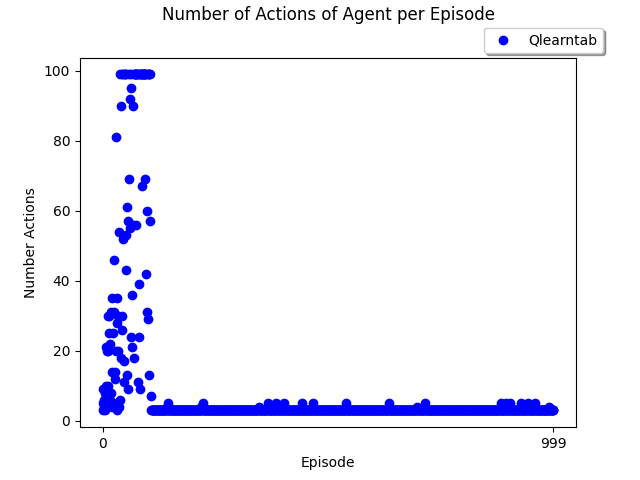 Number of Actions of Agent per Episode
Qlearntab
100
80
60
40
20
0
Number Actions
0
999
Episode